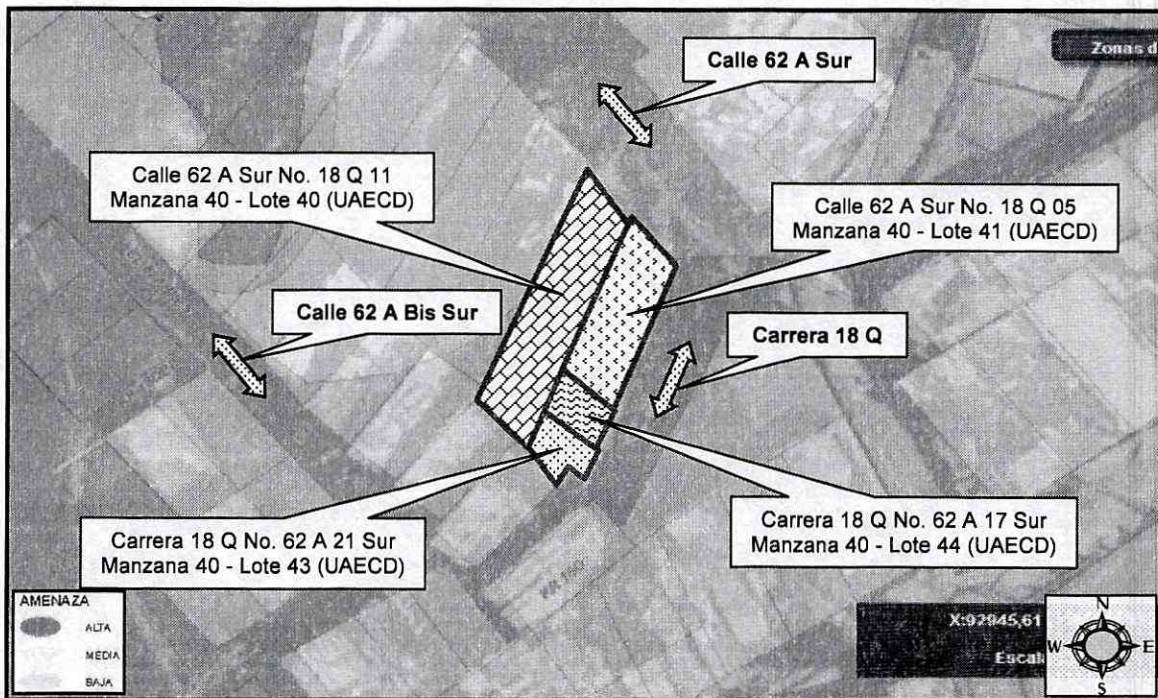 Zonas d
Calle 62 A Sur
Calle 62 A Sur No. 18 Q 11
Manzana 40 - Lote 40 (UAECD)
Calle 62 A Sur No. 18 Q 05
Manzana 40 - Lote 41 (UAECD)
Calle 62 A Bis Sur
Carrera 18 Q
Carrera 18 Q No. 62 A 21 Sur
Manzana 40 - Lote 43 (UAECD)
Carrera 18 Q No. 62 A 17 Sur
Manzana 40 - Lote 44 (UAECD)
AMENAZA
ALTA
MEDIA
BAJA
X:92945,61
Escal
N
W E
S